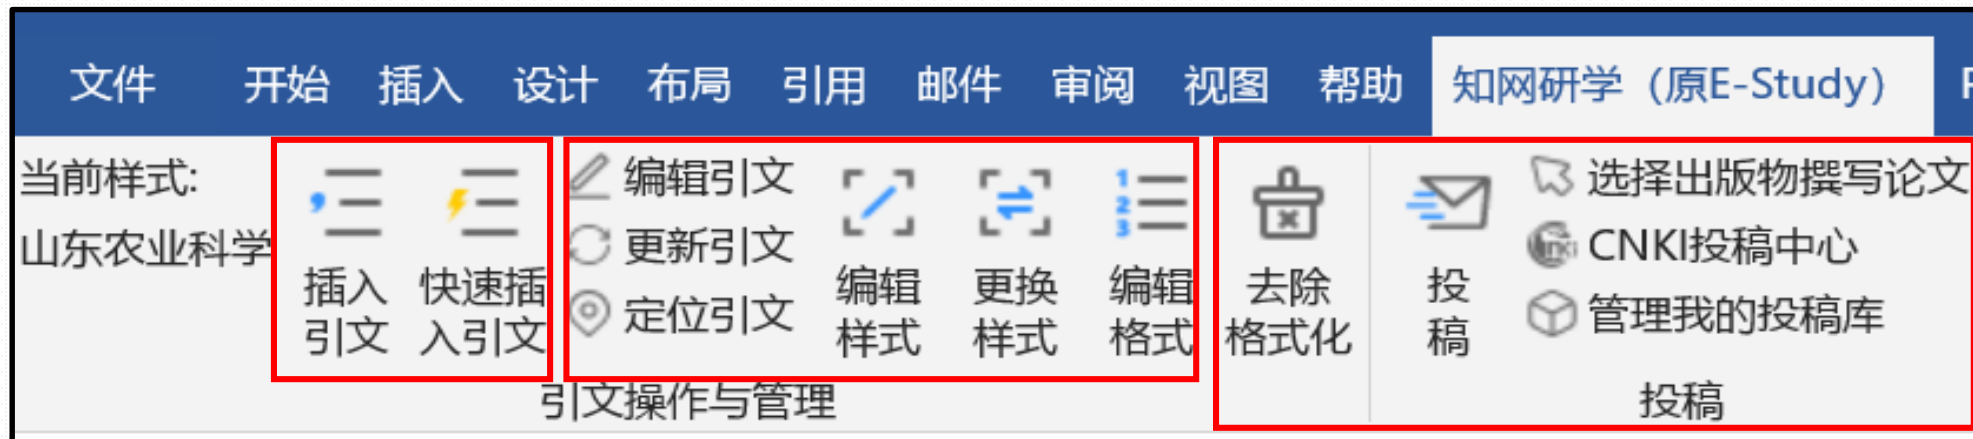 文件 开始 插入 设计 布局 引用 邮件 审阅 视图 帮助 知网研学（原E-Study）
当前样式:
山东农业科学
插入
引文
快速插
入引文
编辑引文
更新引文
定位引文
编辑
样式
更换
样式
1
2
3
编辑
格式
引文操作与管理
去除
格式化
投
稿
选择出版物撰写论文
CNKI投稿中心
管理我的投稿库
投稿